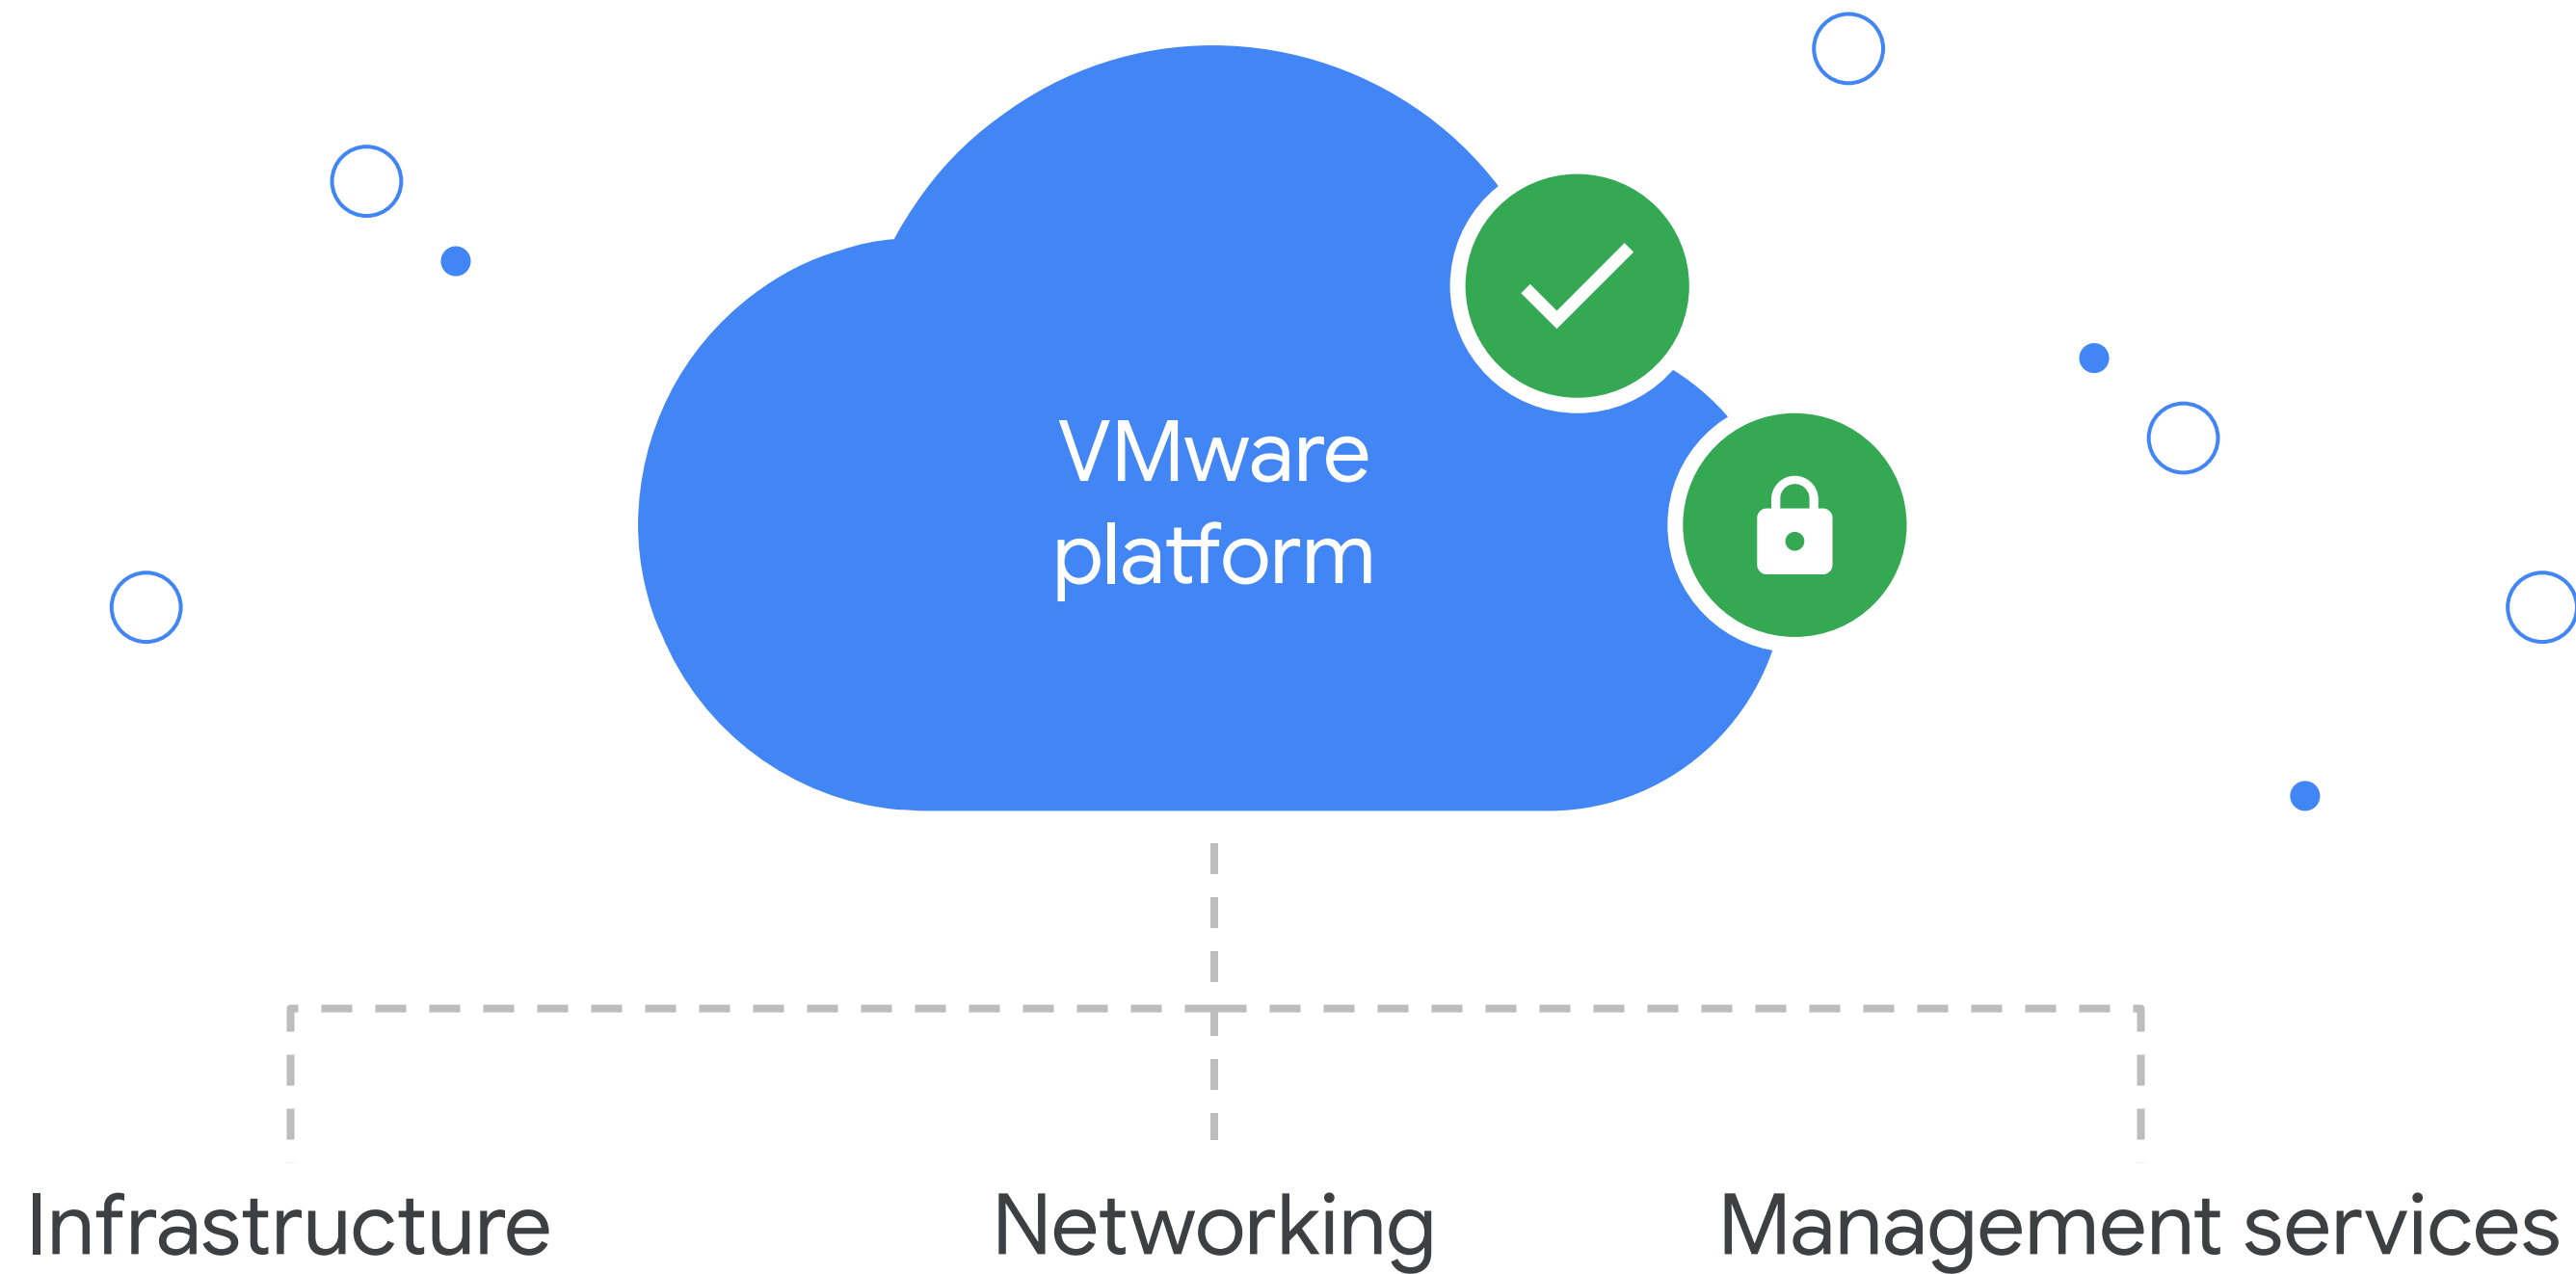 VMware
platform
Infrastructure
Networking
Management services